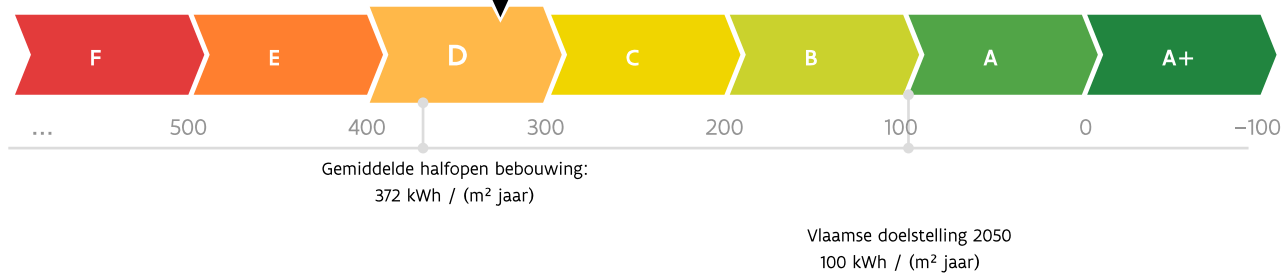 F E D C B A A+
... 500 400 300 200 100 0 −100
Gemiddelde halfopen bebouwing:
372 kWh / (m² jaar)
Vlaamse doelstelling 2050
100 kWh / (m² jaar)